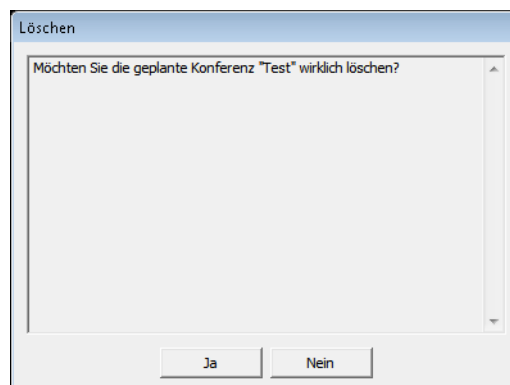 Löschen
Möchten Sie die geplante Konferenz "Test" wirklich löschen?
Ja
Nein